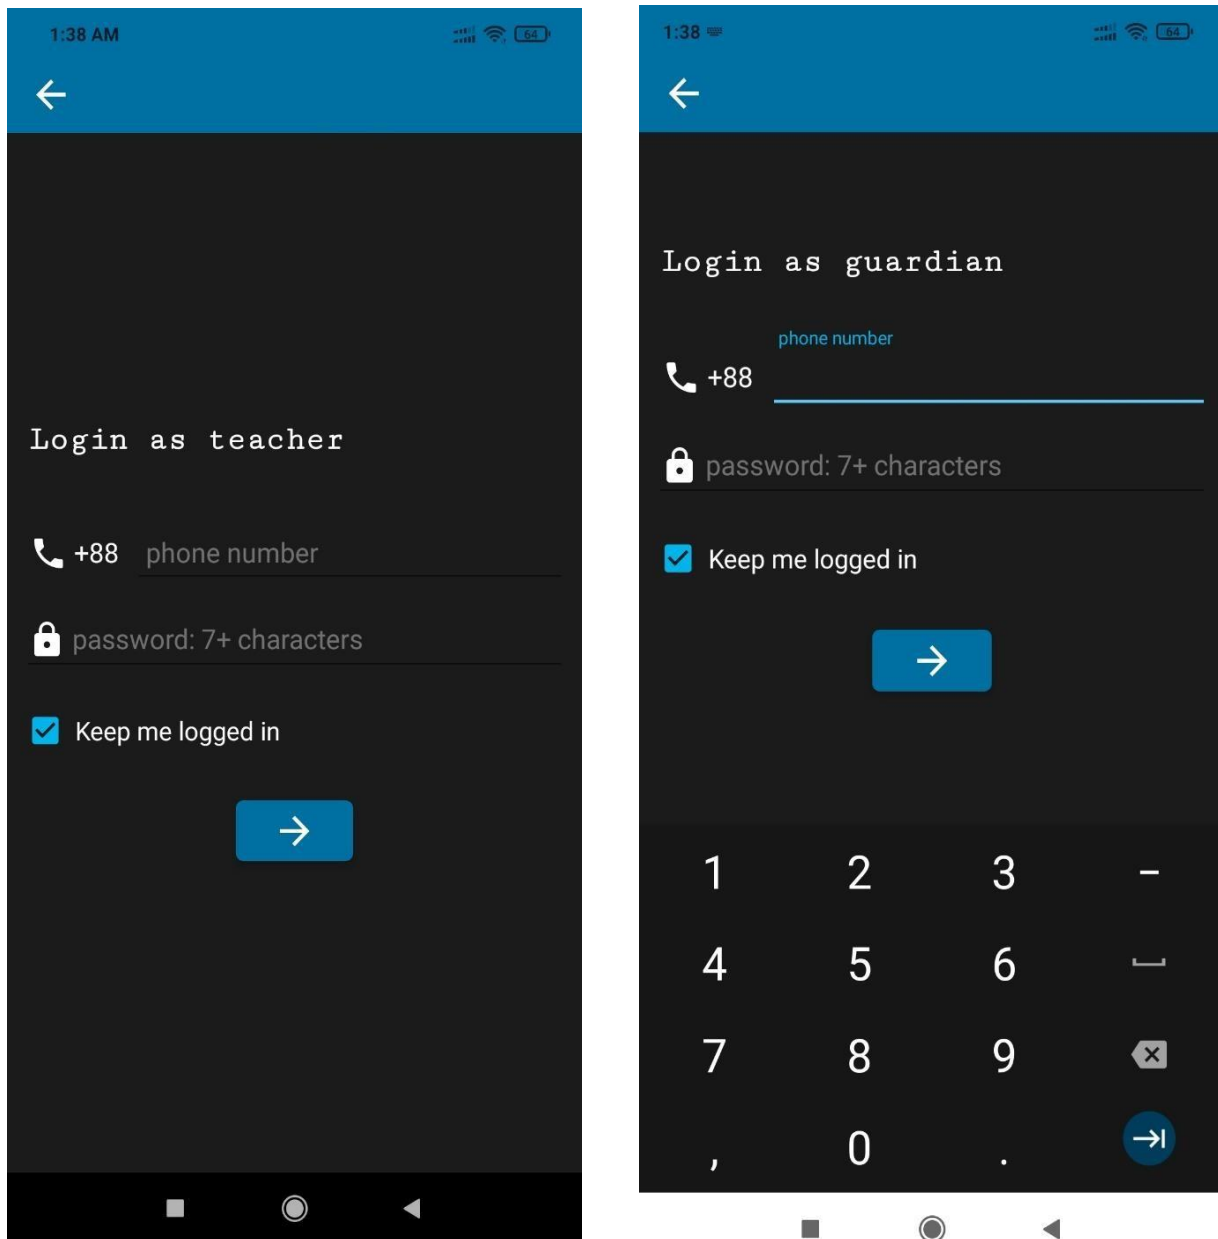 1:38 AM
64
Login as teacher
+88 phone number
password: 7+ characters
Keep me logged in
1:38
64
Login as guardian
phone number
+88
password: 7+ characters
Keep me logged in
1 2 3 -
4 5 6
7 8 9
, 0 .